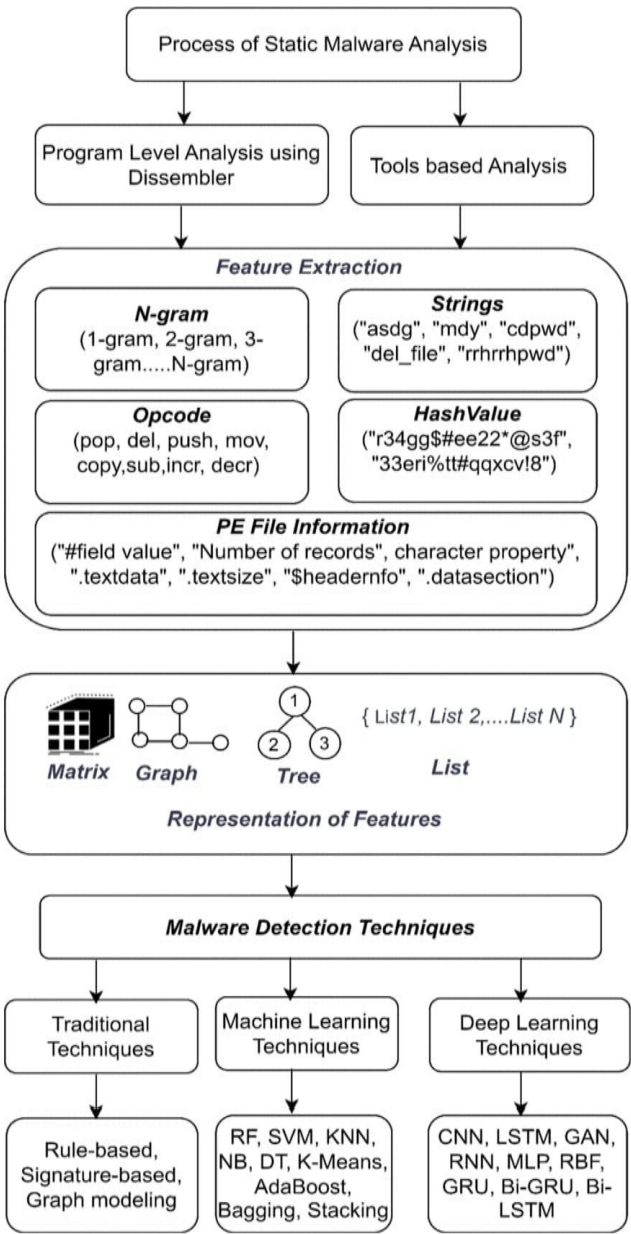 Process of Static Malware Analysis
Program Level Analysis using
Dissembler
Tools based Analysis
Feature Extraction
N-gram
(1-gram, 2-gram, 3-
gram.....N-gram)
Strings
("asdg", "mdy", "cdpwd",
"del_file", "rrhrrhpwd")
Opcode
(pop, del, push, mov,
copy,sub,incr, decr)
HashValue
("r34gg$#ee22*@s3f",
"33eri%tt#qqxcv!8")
PE File Information
("#field value", "Number of records", character property",
".textdata", ".textsize", "$headernfo", ".datasection")
1
2
3
{ List1, List 2,....List N }
Matrix
Graph
Tree
List
Representation of Features
Malware Detection Techniques
Traditional
Techniques
Machine Learning
Techniques
Deep Learning
Techniques
Rule-based,
Signature-based,
Graph modeling
RF, SVM, KNN,
NB, DT, K-Means,
AdaBoost,
Bagging, Stacking
CNN, LSTM, GAN,
RNN, MLP, RBF,
GRU, Bi-GRU, Bi-
LSTM